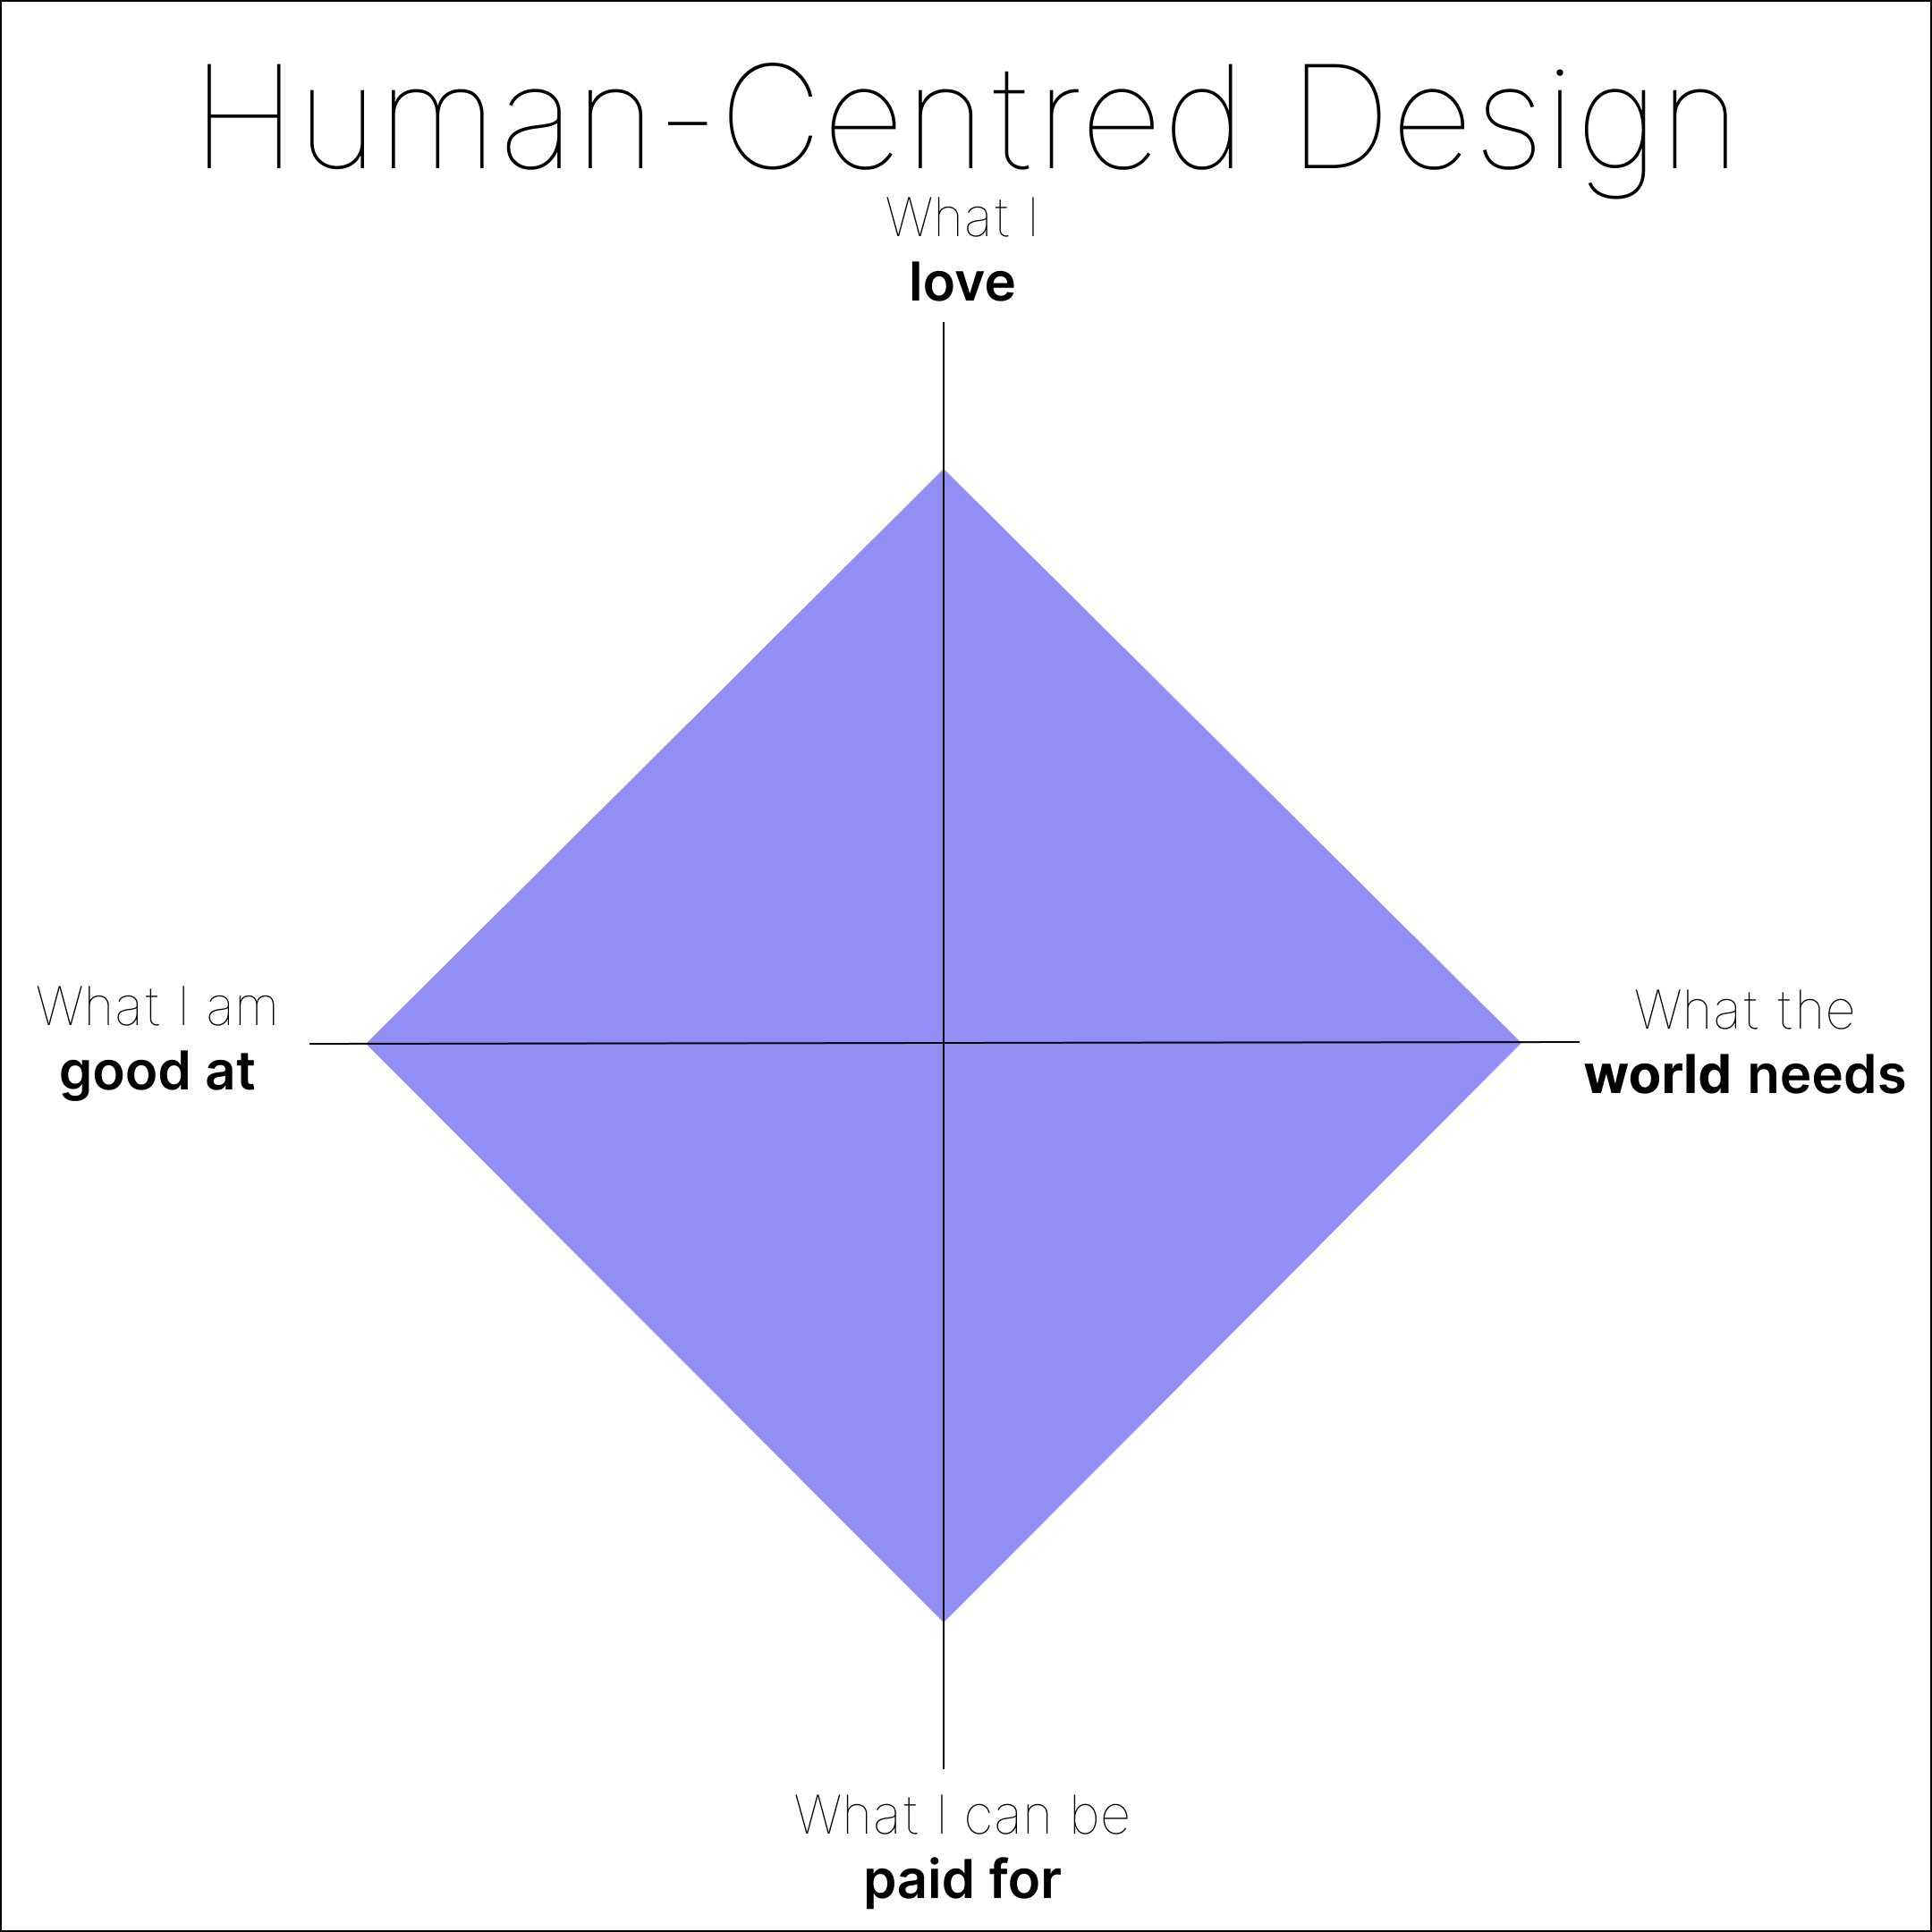 Human-Centred Design
What I
love
What I am
good at
What the
world needs
What I can be
paid for